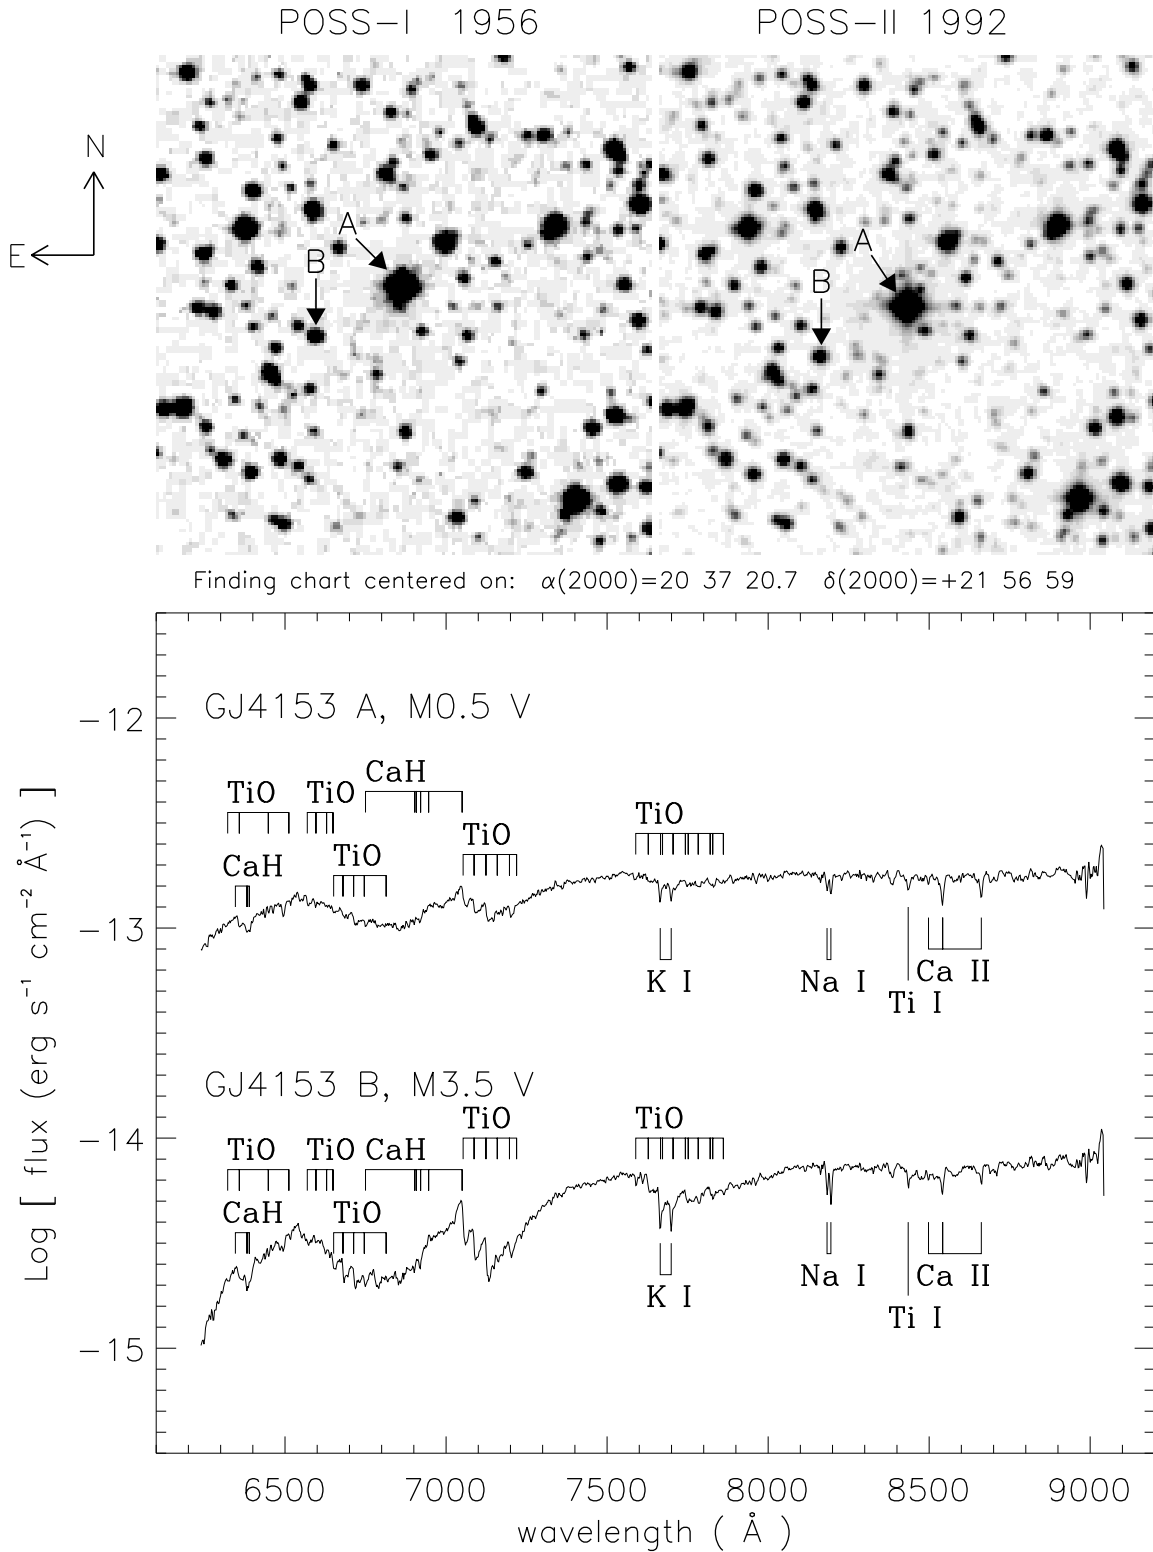 POSS-I 1956 POSS-II 1992
N
E
A
B
A
B
Finding chart centered on: α(2000)=20 37 20.7 δ(2000)=+21 56 59
GJ4153 A, M0.5 V
CaH
TiO TiO TiO
TiO
CaH TiO
K I Na I Ca II
Ti I
GJ4153 B, M3.5 V
TiO TiO
TiO TiO CaH
CaH TiO
K I Na I Ca II
Ti I
-12
-13
-14
-15
Log [ flux (erg s⁻¹ cm⁻² Å⁻¹) ]
6500 7000 7500 8000 8500 9000
wavelength ( Å )